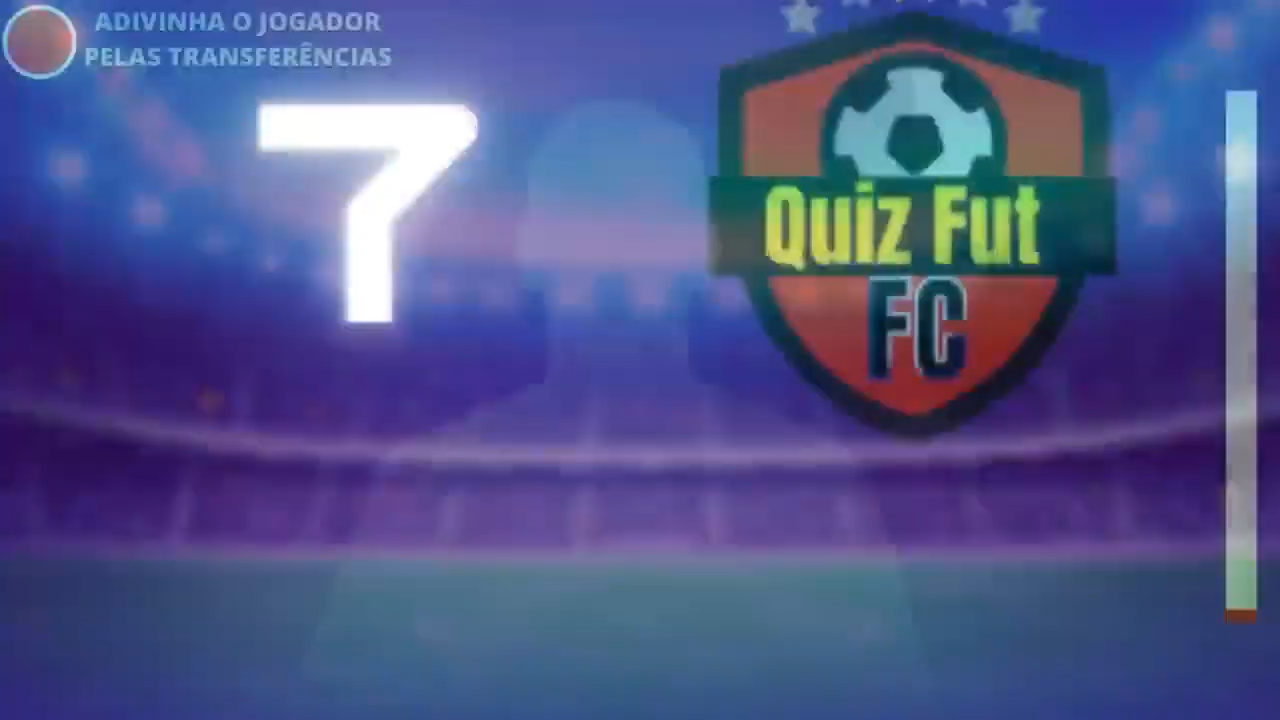 ADIVINHA O JOGADOR
PELAS TRANSFERÊNCIAS
7
Quiz Fut
FC